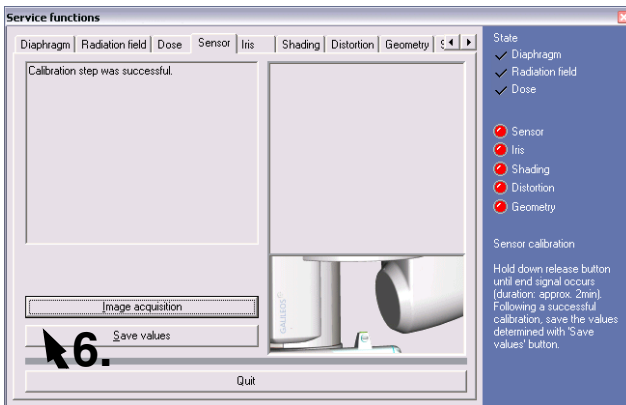 Service functions
Diaphragm Radiation field Dose Sensor Iris Shading Distortion Geometry
Calibration step was successful.
Image acquisition
Save values
6.
Quit
GALILEOS
State
Diaphragm
Radiation field
Dose
Sensor
Iris
Shading
Distortion
Geometry
Sensor calibration
Hold down release button
until end signal occurs
(duration: approx. 2min).
Following a successful
calibration, save the values
determined with 'Save
values' button.